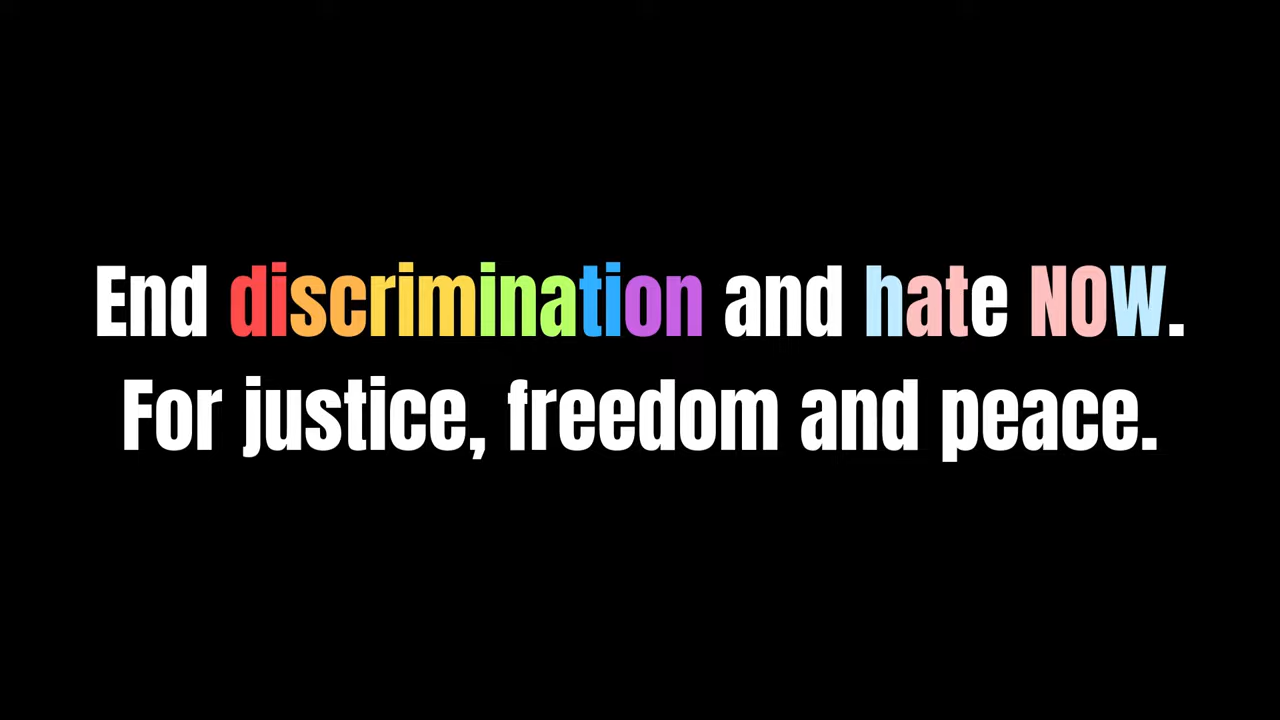 End discrimination and hate NOW.
For justice, freedom and peace.